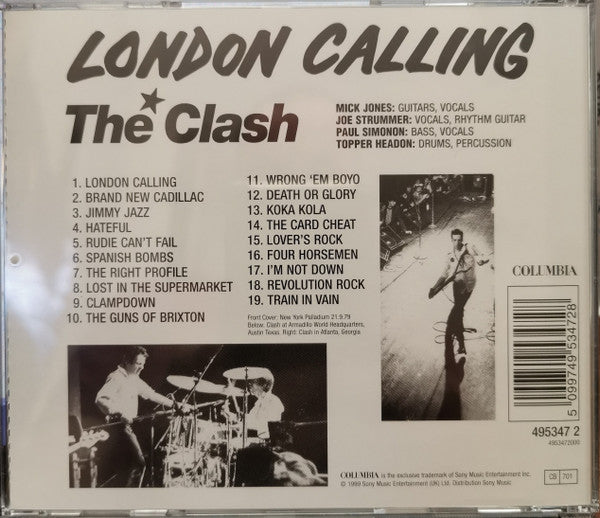 LONDON CALLING
The Clash
MICK JONES: GUITARS, VOCALS
JOE STRUMMER: VOCALS, RHYTHM GUITAR
PAUL SIMONON: BASS, VOCALS
TOPPER HEADON: DRUMS, PERCUSSION
1. LONDON CALLING
2. BRAND NEW CADILLAC
3. JIMMY JAZZ
4. HATEFUL
5. RUDIE CAN'T FAIL
6. SPANISH BOMBS
7. THE RIGHT PROFILE
8. LOST IN THE SUPERMARKET
9. CLAMPDOWN
10. THE GUNS OF BRIXTON
11. WRONG 'EM BOYO
12. DEATH OR GLORY
13. KOKA KOLA
14. THE CARD CHEAT
15. LOVER'S ROCK
16. FOUR HORSEMEN
17. I'M NOT DOWN
18. REVOLUTION ROCK
19. TRAIN IN VAIN
Front Cover: New York Palladium 21.9.79
Below: Clash at Armadillo World Headquarters,
Austin Texas: Right: Clash in Atlanta, Georgia
COLUMBIA
5 099749 534728
495347 2
4953472000
COLUMBIA is the exclusive trademark of Sony Music Entertainment Inc.
© 1999 Sony Music Entertainment (UK) Ltd. Distribution Sony Music
CB 701